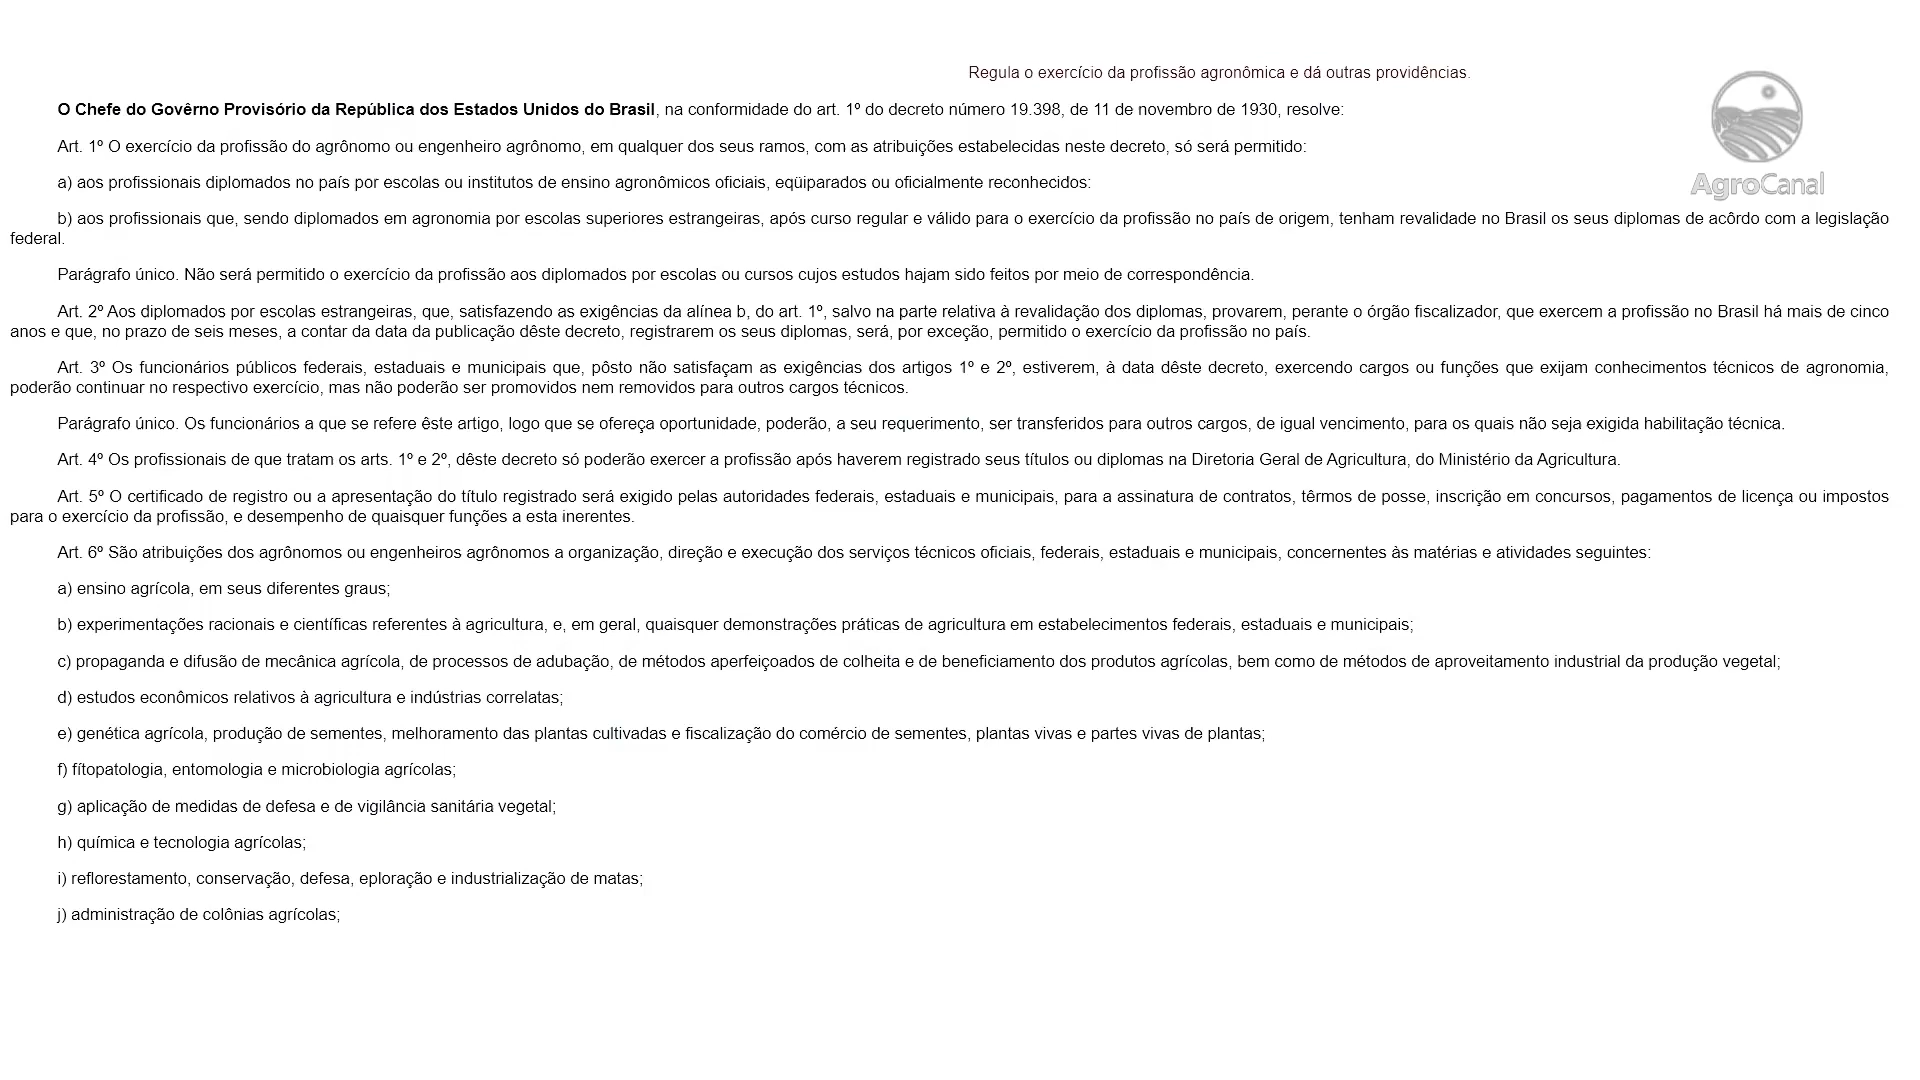 Regula o exercício da profissão agronômica e dá outras providências.
O Chefe do Govêrno Provisório da República dos Estados Unidos do Brasil, na conformidade do art. 1º do decreto número 19.398, de 11 de novembro de 1930, resolve:
Art. 1º O exercício da profissão do agrônomo ou engenheiro agrônomo, em qualquer dos seus ramos, com as atribuições estabelecidas neste decreto, só será permitido:
a) aos profissionais diplomados no país por escolas ou institutos de ensino agronômicos oficiais, eqüiparados ou oficialmente reconhecidos:
AgroCanal
b) aos profissionais que, sendo diplomados em agronomia por escolas superiores estrangeiras, após curso regular e válido para o exercício da profissão no país de origem, tenham revalidade no Brasil os seus diplomas de acôrdo com a legislação
federal.
Parágrafo único. Não será permitido o exercício da profissão aos diplomados por escolas ou cursos cujos estudos hajam sido feitos por meio de correspondência.
Art. 2º Aos diplomados por escolas estrangeiras, que, satisfazendo as exigências da alínea b, do art. 1º, salvo na parte relativa à revalidação dos diplomas, provarem, perante o órgão fiscalizador, que exercem a profissão no Brasil há mais de cinco
anos e que, no prazo de seis meses, a contar da data da publicação dêste decreto, registrarem os seus diplomas, será, por exceção, permitido o exercício da profissão no país.
Art. 3º Os funcionários públicos federais, estaduais e municipais que, pôsto não satisfaçam as exigências dos artigos 1º e 2º, estiverem, à data dêste decreto, exercendo cargos ou funções que exijam conhecimentos técnicos de agronomia,
poderão continuar no respectivo exercício, mas não poderão ser promovidos nem removidos para outros cargos técnicos.
Parágrafo único. Os funcionários a que se refere êste artigo, logo que se ofereça oportunidade, poderão, a seu requerimento, ser transferidos para outros cargos, de igual vencimento, para os quais não seja exigida habilitação técnica.
Art. 4º Os profissionais de que tratam os arts. 1º e 2º, dêste decreto só poderão exercer a profissão após haverem registrado seus títulos ou diplomas na Diretoria Geral de Agricultura, do Ministério da Agricultura.
Art. 5º O certificado de registro ou a apresentação do título registrado será exigido pelas autoridades federais, estaduais e municipais, para a assinatura de contratos, têrmos de posse, inscrição em concursos, pagamentos de licença ou impostos
para o exercício da profissão, e desempenho de quaisquer funções a esta inerentes.
Art. 6º São atribuições dos agrônomos ou engenheiros agrônomos a organização, direção e execução dos serviços técnicos oficiais, federais, estaduais e municipais, concernentes às matérias e atividades seguintes:
a) ensino agrícola, em seus diferentes graus;
b) experimentações racionais e científicas referentes à agricultura, e, em geral, quaisquer demonstrações práticas de agricultura em estabelecimentos federais, estaduais e municipais;
c) propaganda e difusão de mecânica agrícola, de processos de adubação, de métodos aperfeiçoados de colheita e de beneficiamento dos produtos agrícolas, bem como de métodos de aproveitamento industrial da produção vegetal;
d) estudos econômicos relativos à agricultura e indústrias correlatas;
e) genética agrícola, produção de sementes, melhoramento das plantas cultivadas e fiscalização do comércio de sementes, plantas vivas e partes vivas de plantas;
f) fítopatologia, entomologia e microbiologia agrícolas;
g) aplicação de medidas de defesa e de vigilância sanitária vegetal;
h) química e tecnologia agrícolas;
i) reflorestamento, conservação, defesa, eploração e industrialização de matas;
j) administração de colônias agrícolas;